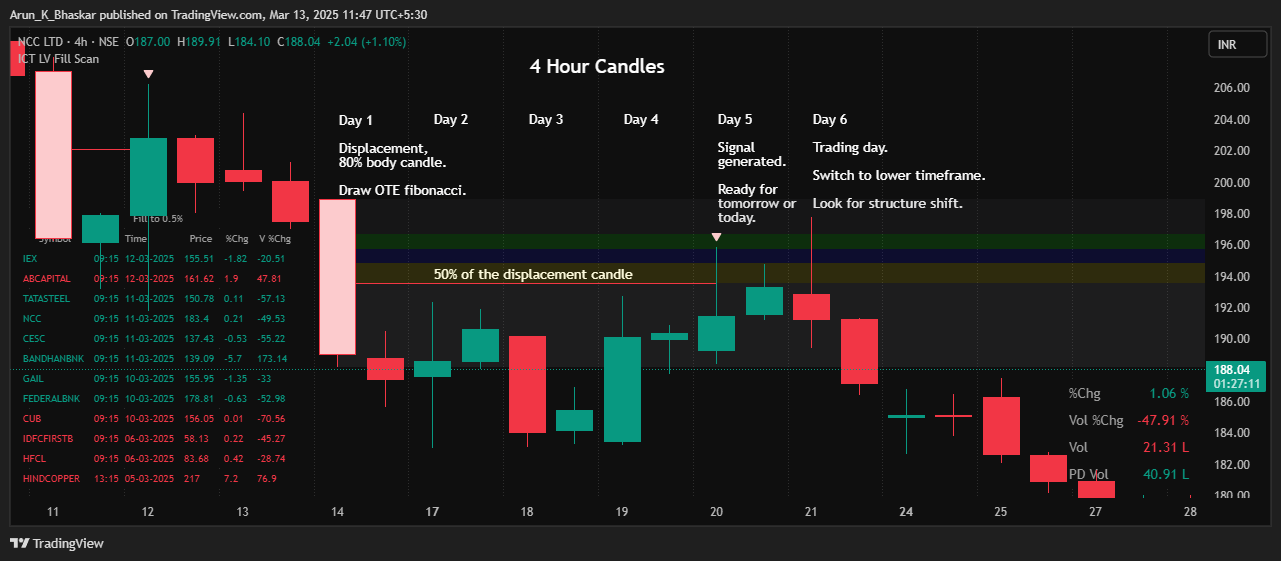 Arun_K_Bhaskar published on TradingView.com, Mar 13, 2025 11:47 UTC+5:30
NCC LTD · 4h · NSE O187.00 H189.91 L184.10 C188.04 +2.04 (+1.10%)
INR
ICT LV Fill Scan
4 Hour Candles
206.00
204.00
202.00
200.00
198.00
196.00
194.00
192.00
190.00
188.04
01:27:11
186.00
184.00
182.00
180.00
Day 1
Displacement,
80% body candle.
Draw OTE fibonacci.
Day 2
Day 3
Day 4
Day 5
Signal
generated.
Ready for
tomorrow or
today.
Day 6
Trading day.
Switch to lower timeframe.
Look for structure shift.
50% of the displacement candle
Fill to 0.5%
Symbol Time Price %Chg V %Chg
IEX 09:15 12-03-2025 155.51 -1.82 -20.51
ABCAPITAL 09:15 12-03-2025 161.62 1.9 47.81
TATASTEEL 09:15 11-03-2025 150.78 0.11 -57.13
NCC 09:15 11-03-2025 183.4 0.21 -49.53
CESC 09:15 11-03-2025 137.43 -0.53 -55.22
BANDHANBNK 09:15 11-03-2025 139.09 -5.7 173.14
GAIL 09:15 10-03-2025 155.95 -1.35 -33
FEDERALBNK 09:15 10-03-2025 178.81 -0.63 -52.98
CUB 09:15 10-03-2025 156.05 0.01 -70.56
IDFCFIRSTB 09:15 06-03-2025 58.13 0.22 -45.27
HFCL 09:15 06-03-2025 83.68 0.42 -28.74
HINDCOPPER 13:15 05-03-2025 217 7.2 76.9
%Chg 1.06 %
Vol %Chg -47.91 %
Vol 21.31 L
PD Vol 40.91 L
11 12 13 14 17 18 19 20 21 24 25 27 28
TradingView